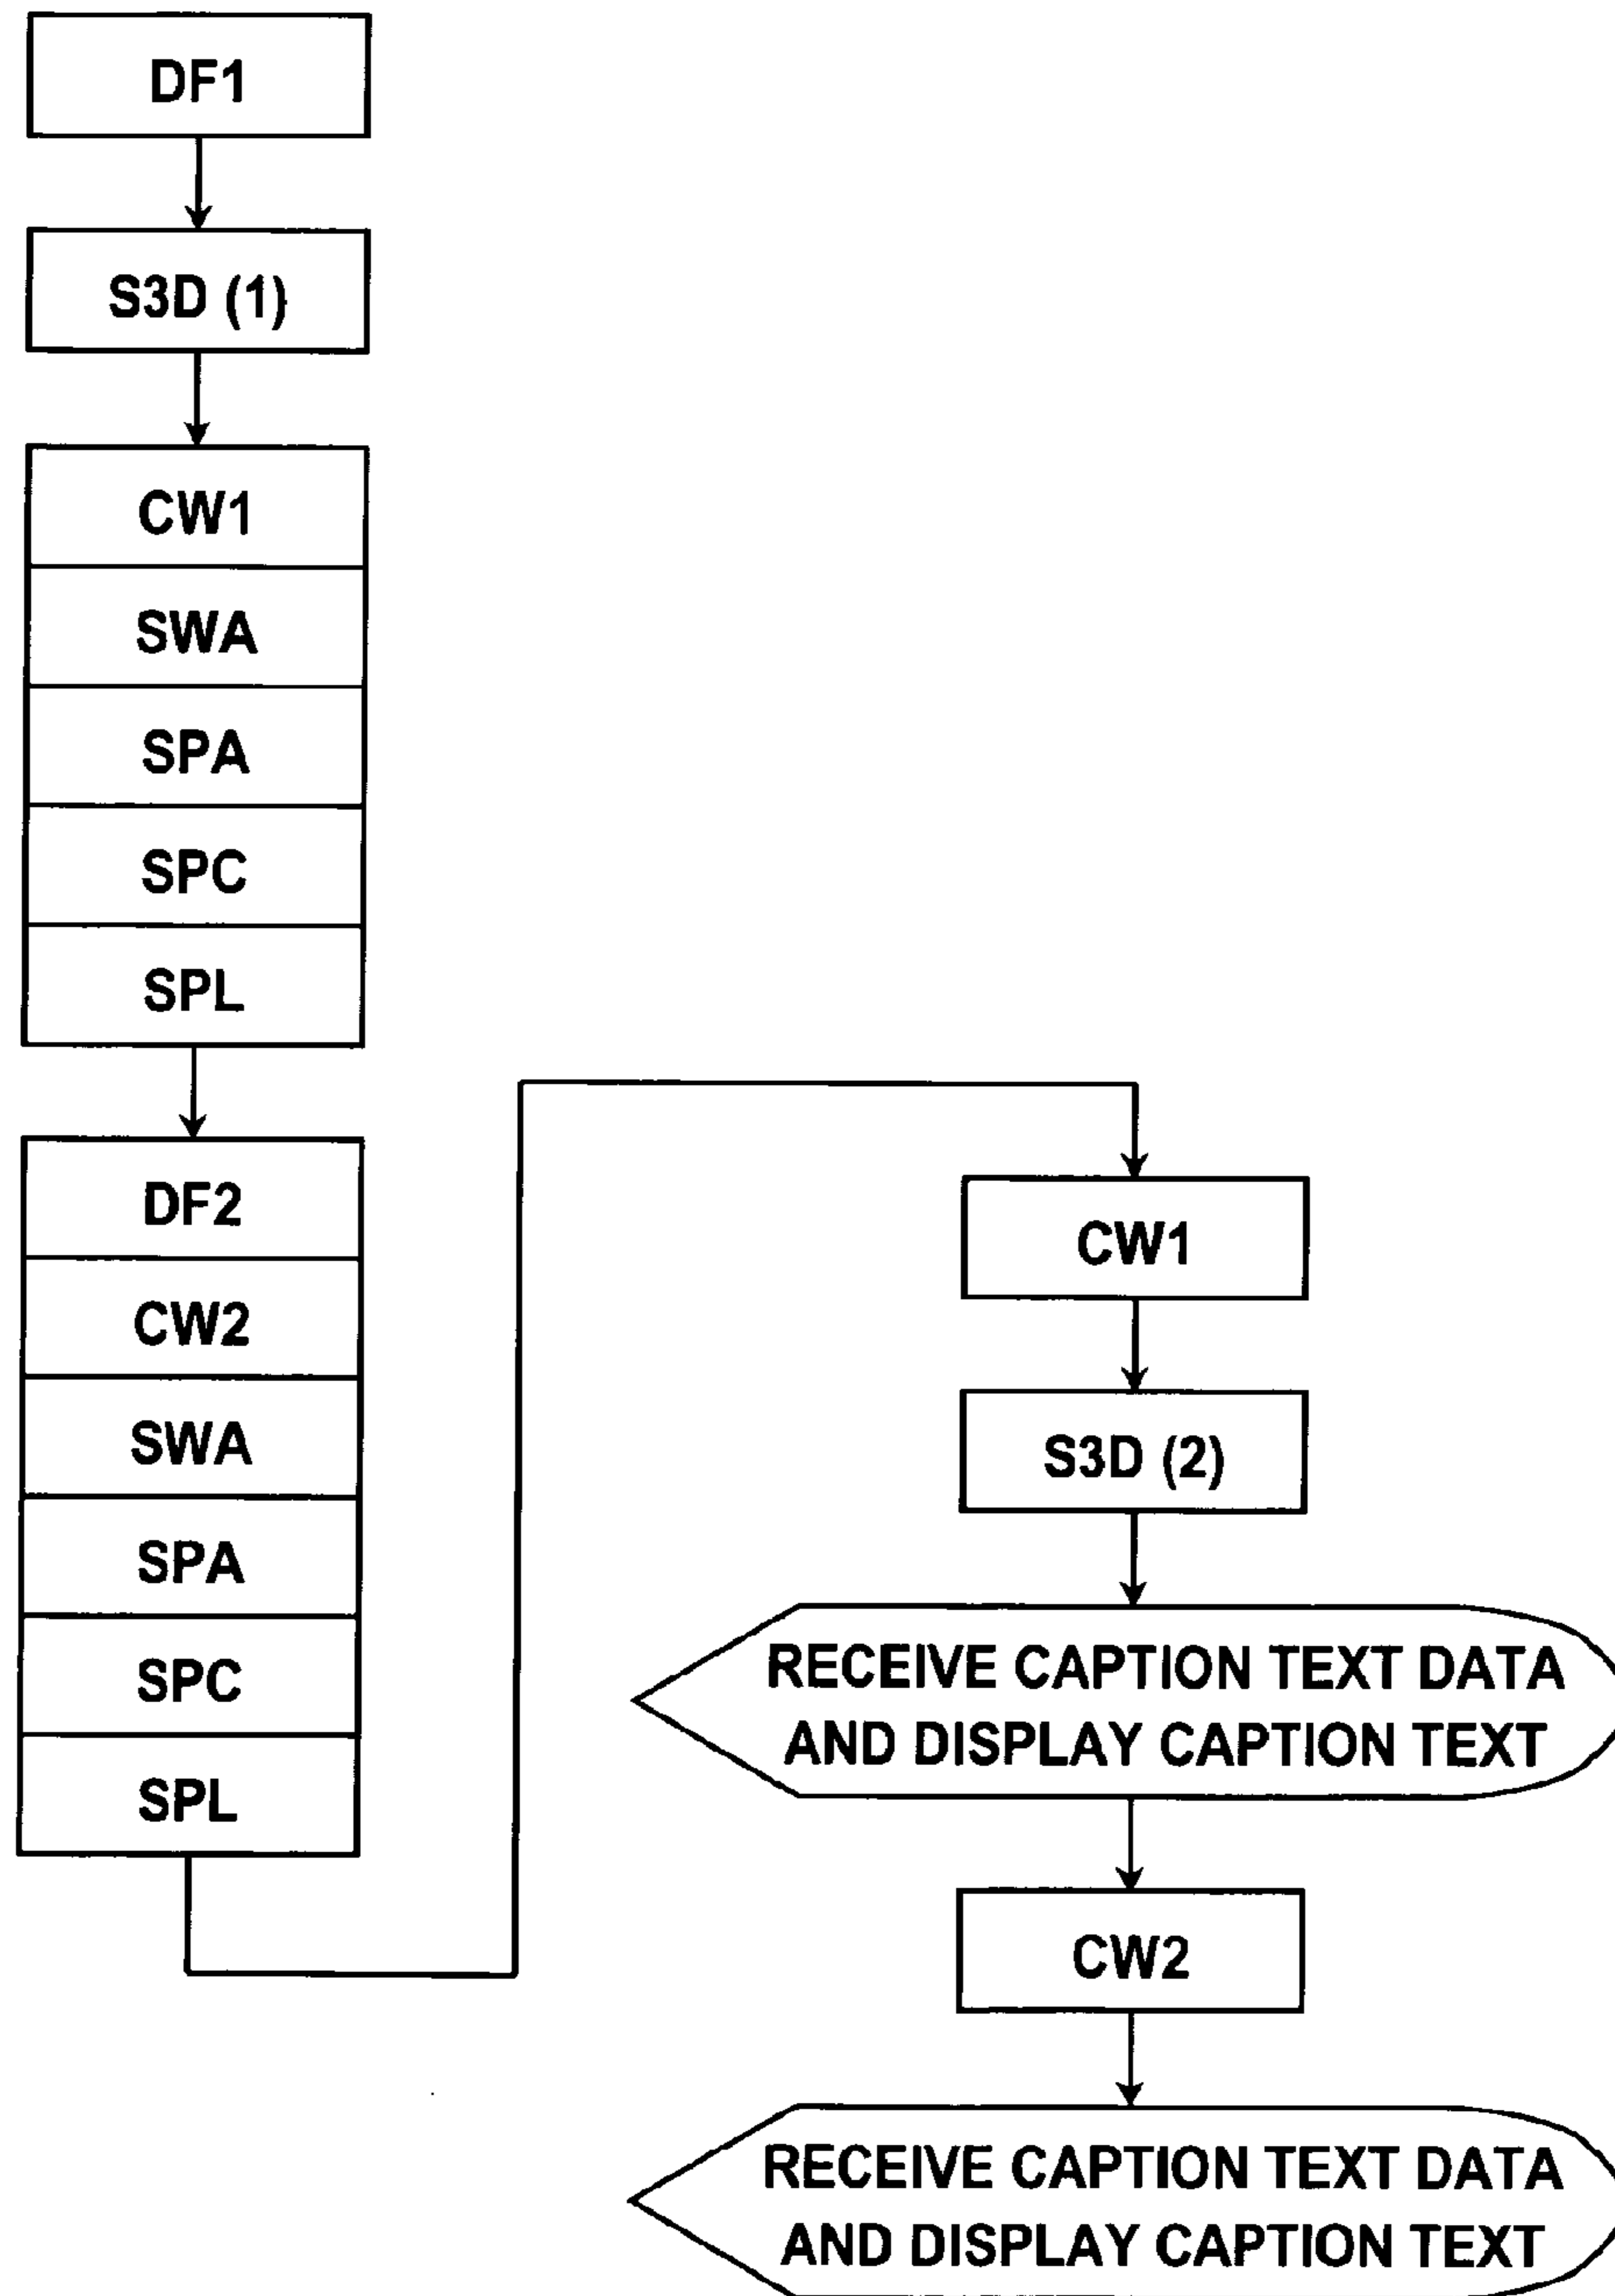 DF1
S3D (1)
CW1
SWA
SPA
SPC
SPL
DF2
CW2
SWA
SPA
SPC
SPL
CW1
S3D (2)
RECEIVE CAPTION TEXT DATA
AND DISPLAY CAPTION TEXT
CW2
RECEIVE CAPTION TEXT DATA
AND DISPLAY CAPTION TEXT